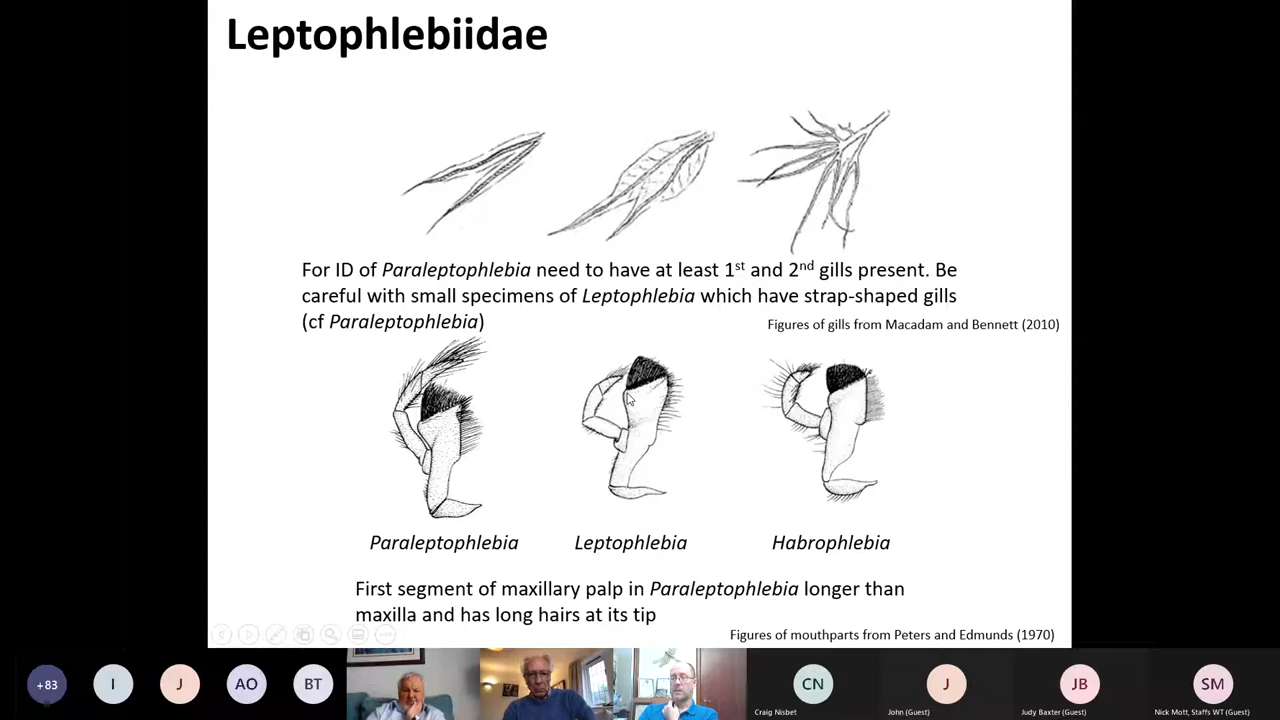 Leptophlebiidae
For ID of Paraleptophlebia need to have at least 1st and 2nd gills present. Be
careful with small specimens of Leptophlebia which have strap-shaped gills
(cf Paraleptophlebia)
Figures of gills from Macadam and Bennett (2010)
Paraleptophlebia
Leptophlebia
Habrophlebia
First segment of maxillary palp in Paraleptophlebia longer than
maxilla and has long hairs at its tip
Figures of mouthparts from Peters and Edmunds (1970)
+83
I
J
AO
BT
CN
J
JB
SM
Craig Nisbet
John (Guest)
Judy Baxter (Guest)
Nick Mott, Staffs WT (Guest)